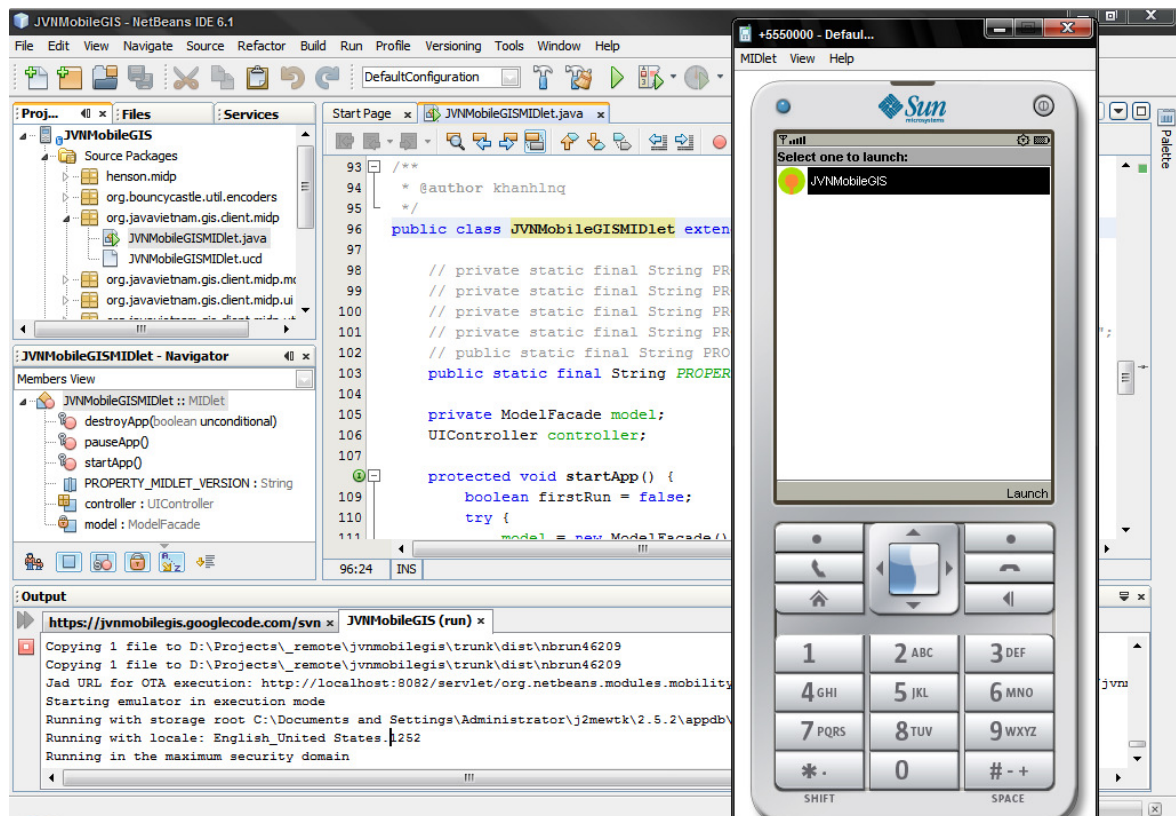 JVNMobileGIS - NetBeans IDE 6.1
File Edit View Navigate Source Refactor Build Run Profile Versioning Tools Window Help
DefaultConfiguration
Proj... Files Services
JVNMobileGIS
Source Packages
henson.midp
org.bouncycastle.util.encoders
org.javavietnam.gis.client.midp
JVNMobileGISMIDlet.java
JVNMobileGISMIDlet.ucd
org.javavietnam.gis.client.midp.mo
org.javavietnam.gis.client.midp.ui
JVNMobileGISMIDlet - Navigator
Members View
JVNMobileGISMIDlet :: MIDlet
destroyApp(boolean unconditional)
pauseApp()
startApp()
PROPERTY_MIDLET_VERSION : String
controller : UIController
model : ModelFacade
Start Page JVNMobileGISMIDlet.java
93 /**
94 * @author khanhlnq
95 */
96 public class JVNMobileGISMIDlet exten
97
98 // private static final String PR
99 // private static final String PR
100 // private static final String PR
101 // private static final String PR ";
102 // public static final String PRO
103 public static final String PROPER
104
105 private ModelFacade model;
106 UIController controller;
107
protected void startApp() {
109 boolean firstRun = false;
110 try {
111 model = new ModelFacade()
96:24 INS
Palette
Output
https://jvnmobilegis.googlecode.com/svn JVNMobileGIS (run)
Copying 1 file to D:\Projects\_remote\jvnmobilegis\trunk\dist\nbrun46209
Copying 1 file to D:\Projects\_remote\jvnmobilegis\trunk\dist\nbrun46209
Jad URL for OTA execution: http://localhost:8082/servlet/org.netbeans.modules.mobility
Starting emulator in execution mode
Running with storage root C:\Documents and Settings\Administrator\j2mewtk\2.5.2\appdb\
Running with locale: English_United States.1252
Running in the maximum security domain
+5550000 - Defaul...
MIDlet View Help
Sun
microsystems
Select one to launch:
JVNMobileGIS
Launch
1 2 ABC 3 DEF
4 GHI 5 JKL 6 MNO
7 PQRS 8 TUV 9 WXYZ
* . 0 # - +
SHIFT SPACE